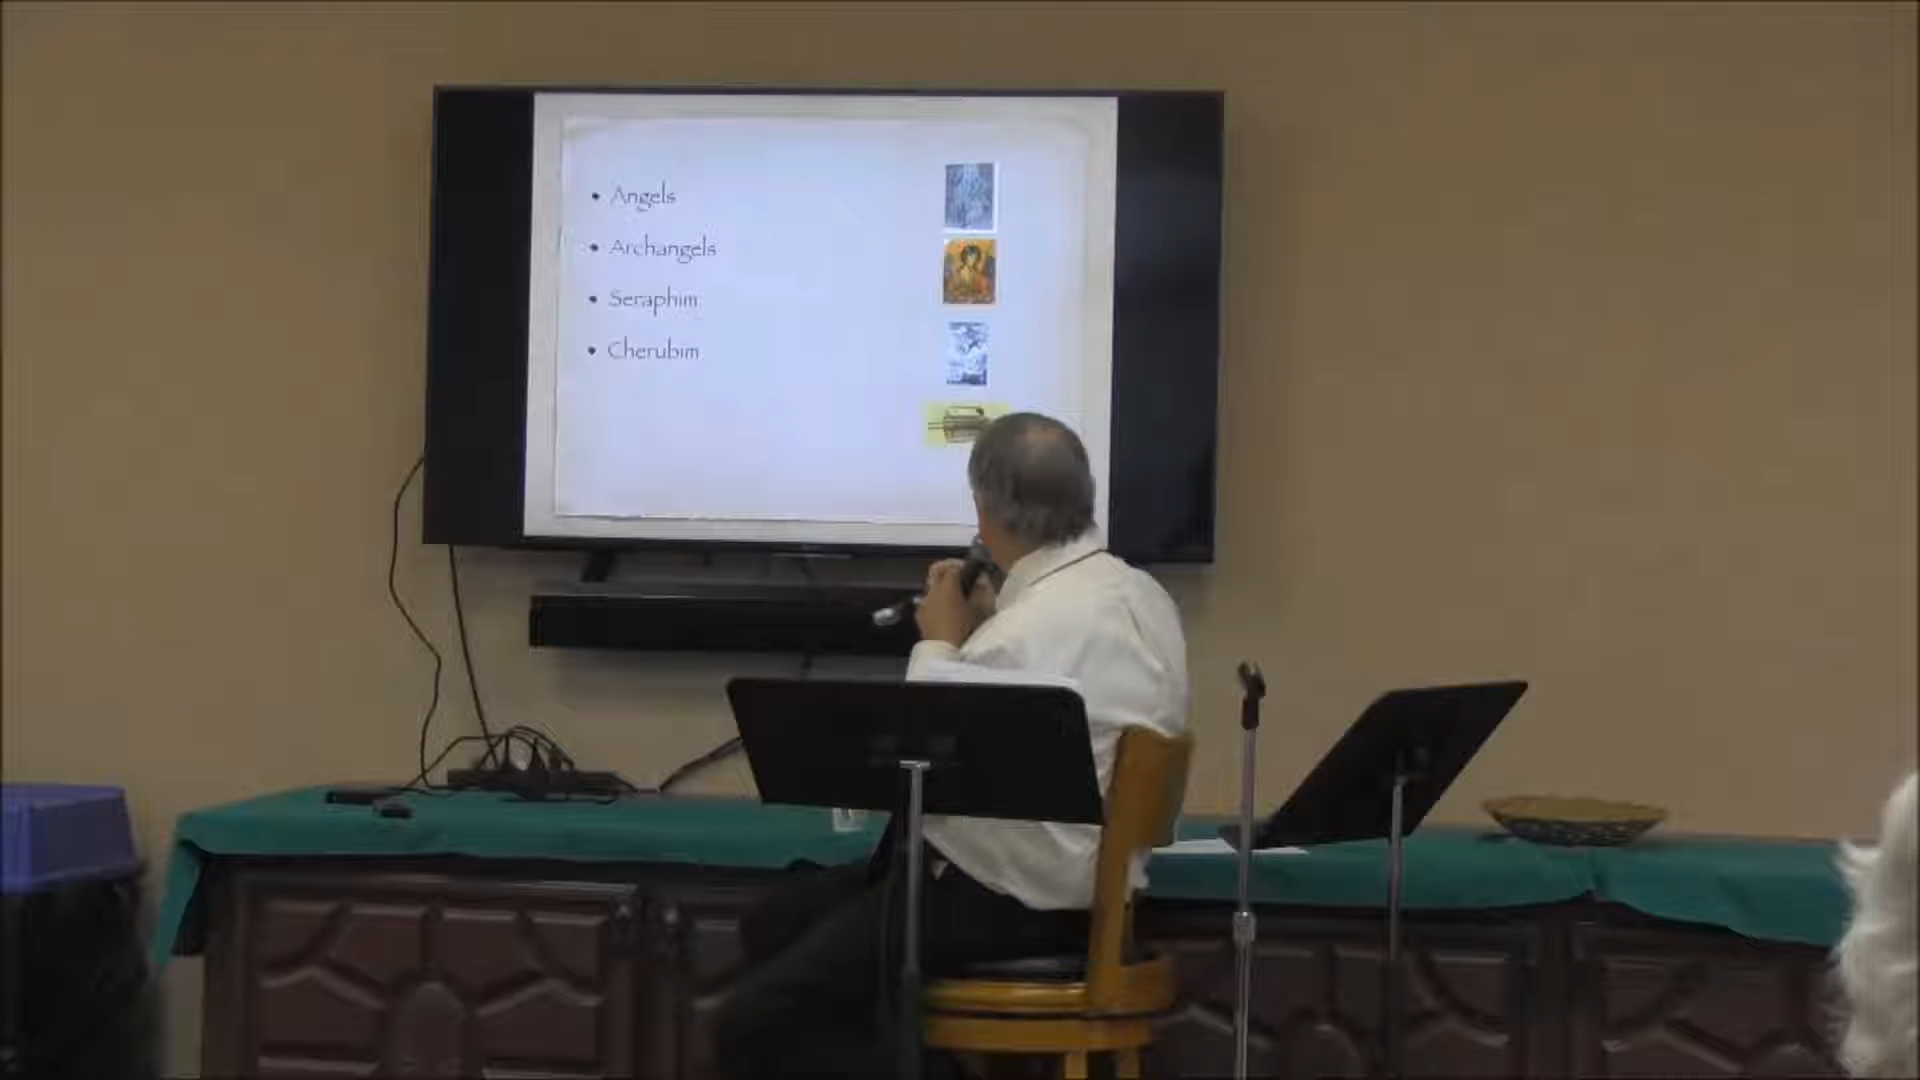 • Angels
• Archangels
• Seraphim
• Cherubim